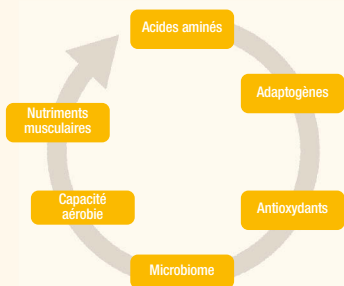 Acides aminés
Adaptogènes
Antioxydants
Microbiome
Capacité
aérobie
Nutriments
musculaires